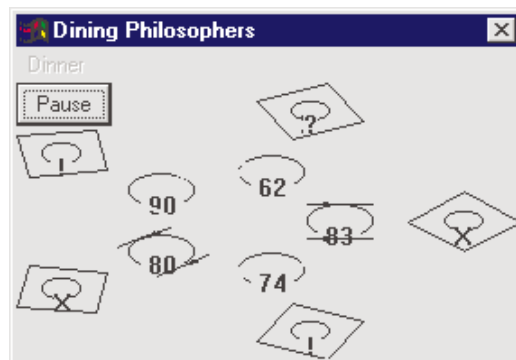 Dining Philosophers
Dinner
Pause
?
!
62
90
83
X
80
74
X
!